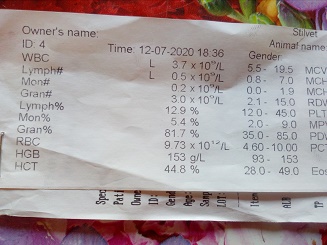 Owner's name: Stilvet
ID: 4 Time: 12-07-2020 18:36 Animal name
Gender
WBC L 3.7 x 10⁹/L 5.5 - 19.5 MCV
Lymph# L 0.5 x 10⁹/L 0.8 - 7.0 MCH
Mon# 0.2 x 10⁹/L 0.0 - 1.9 MCH
Gran# 3.0 x 10⁹/L 2.1 - 15.0 RD
Lymph% 12.9 % 12.0 - 45.0 PLT
Mon% 5.4 % 2.0 - 9.0 MP
Gran% 81.7 % 35.0 - 85.0 PD
RBC 9.73 x 10¹²/L 4.60 - 10.00 PCT
HGB 153 g/L 93 - 153
HCT 44.8 % 28.0 - 49.0 Eos